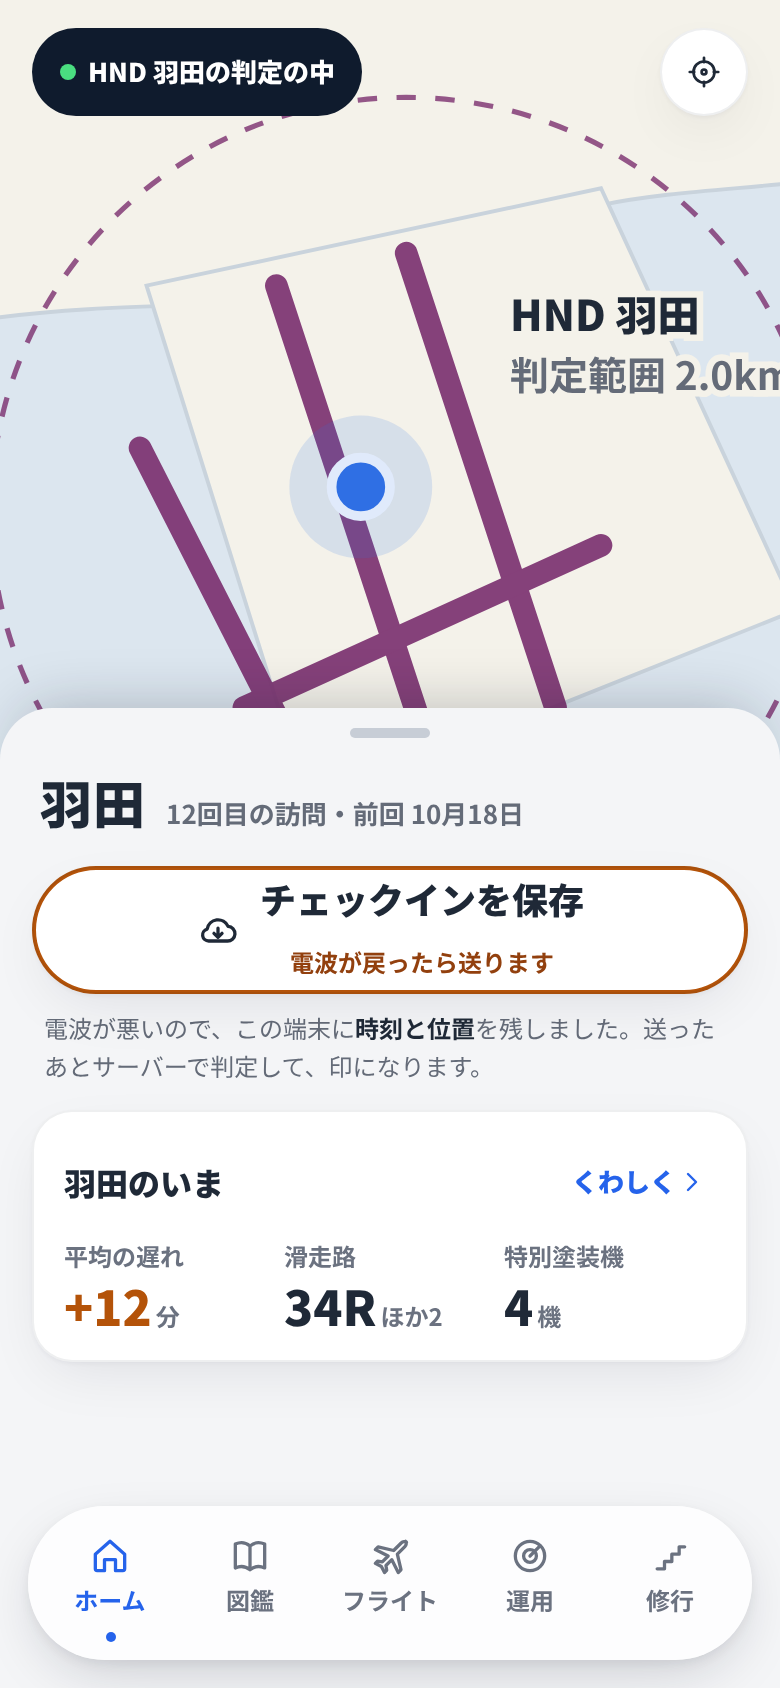 HND 羽田の判定の中
HND 羽田
判定範囲 2.0km
羽田 12回目の訪問・前回 10月18日
チェックインを保存
電波が戻ったら送ります
電波が悪いので、この端末に時刻と位置を残しました。送った
あとサーバーで判定して、印になります。
羽田のいま くわしく
平均の遅れ 滑走路 特別塗装機
+12分 34Rほか2 4機
ホーム 図鑑 フライト 運用 修行